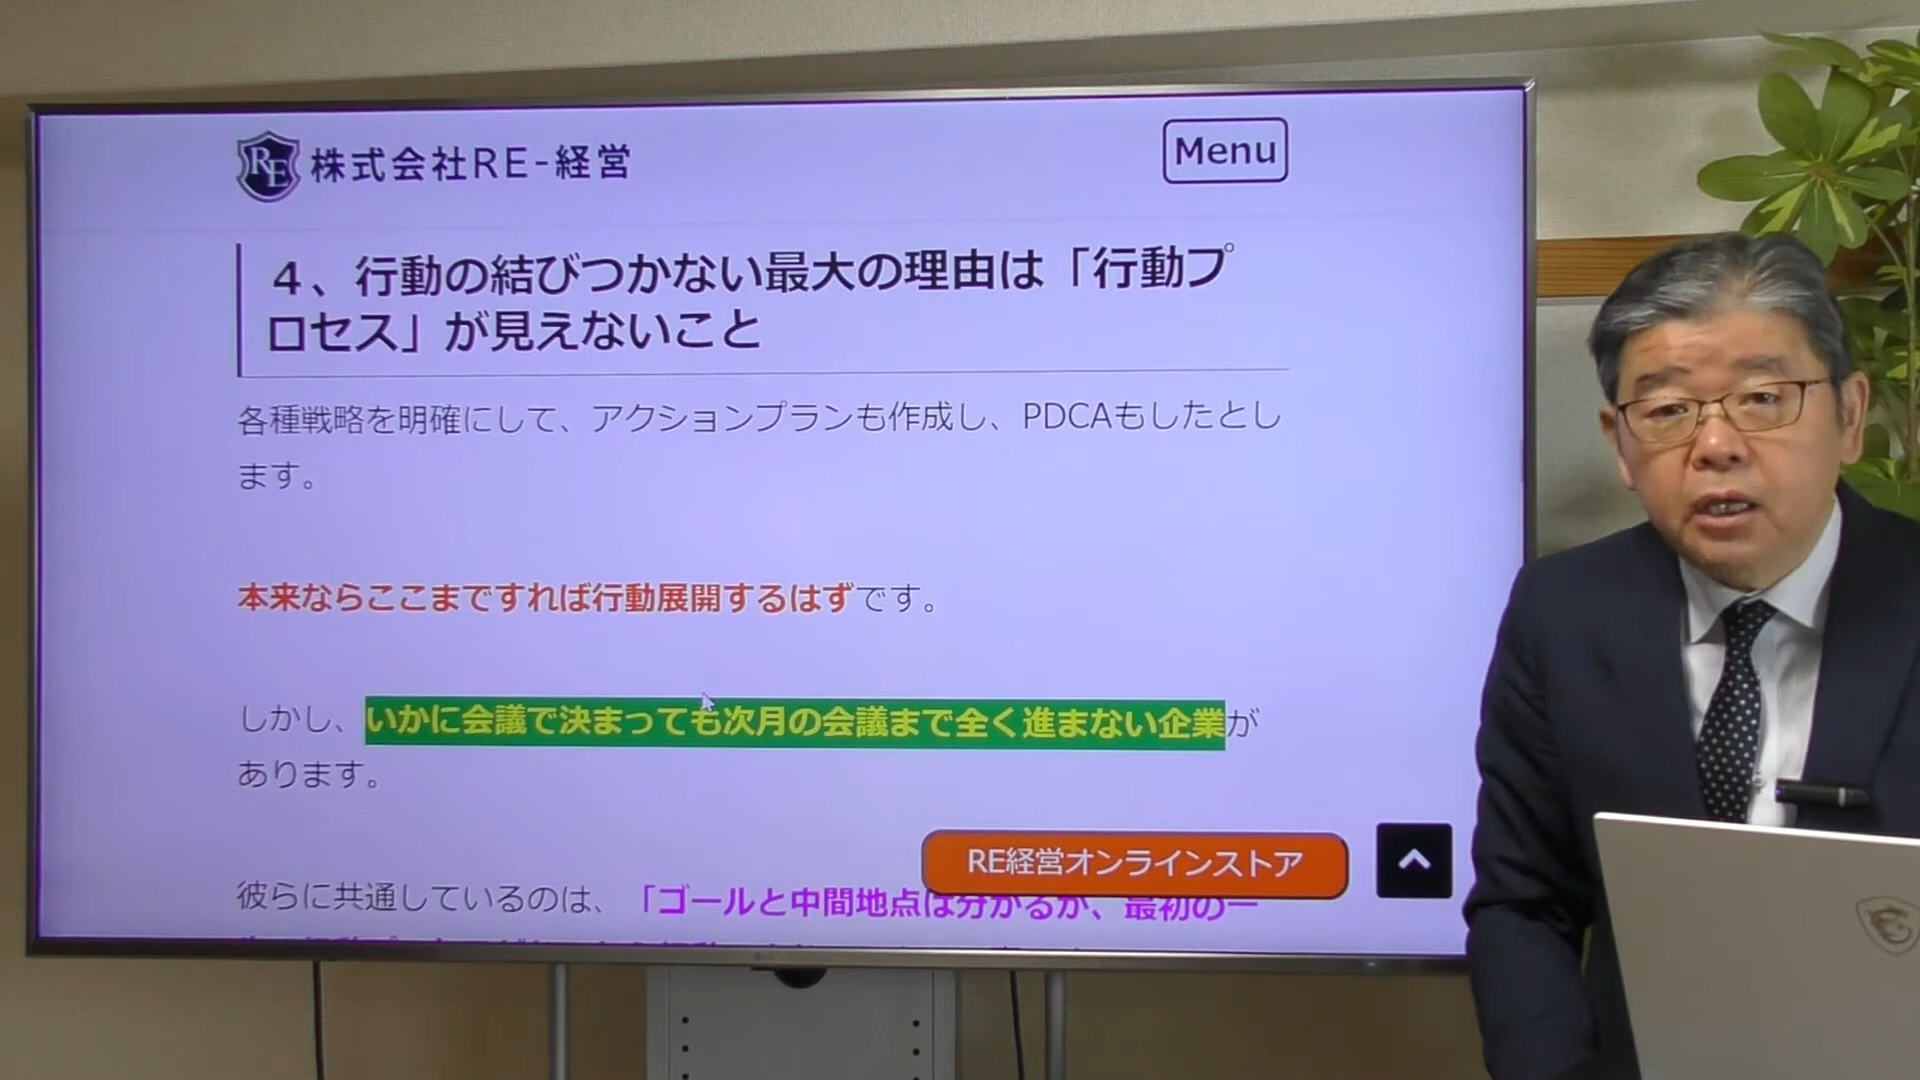 RE 株式会社RE-経営
Menu
４、行動の結びつかない最大の理由は「行動プ
ロセス」が見えないこと
各種戦略を明確にして、アクションプランも作成し、PDCAもしたとし
ます。
本来ならここまですれば行動展開するはずです。
しかし、いかに会議で決まっても次月の会議まで全く進まない企業が
あります。
RE経営オンラインストア
彼らに共通しているのは、「ゴールと中間地点は分かるが、最初の一